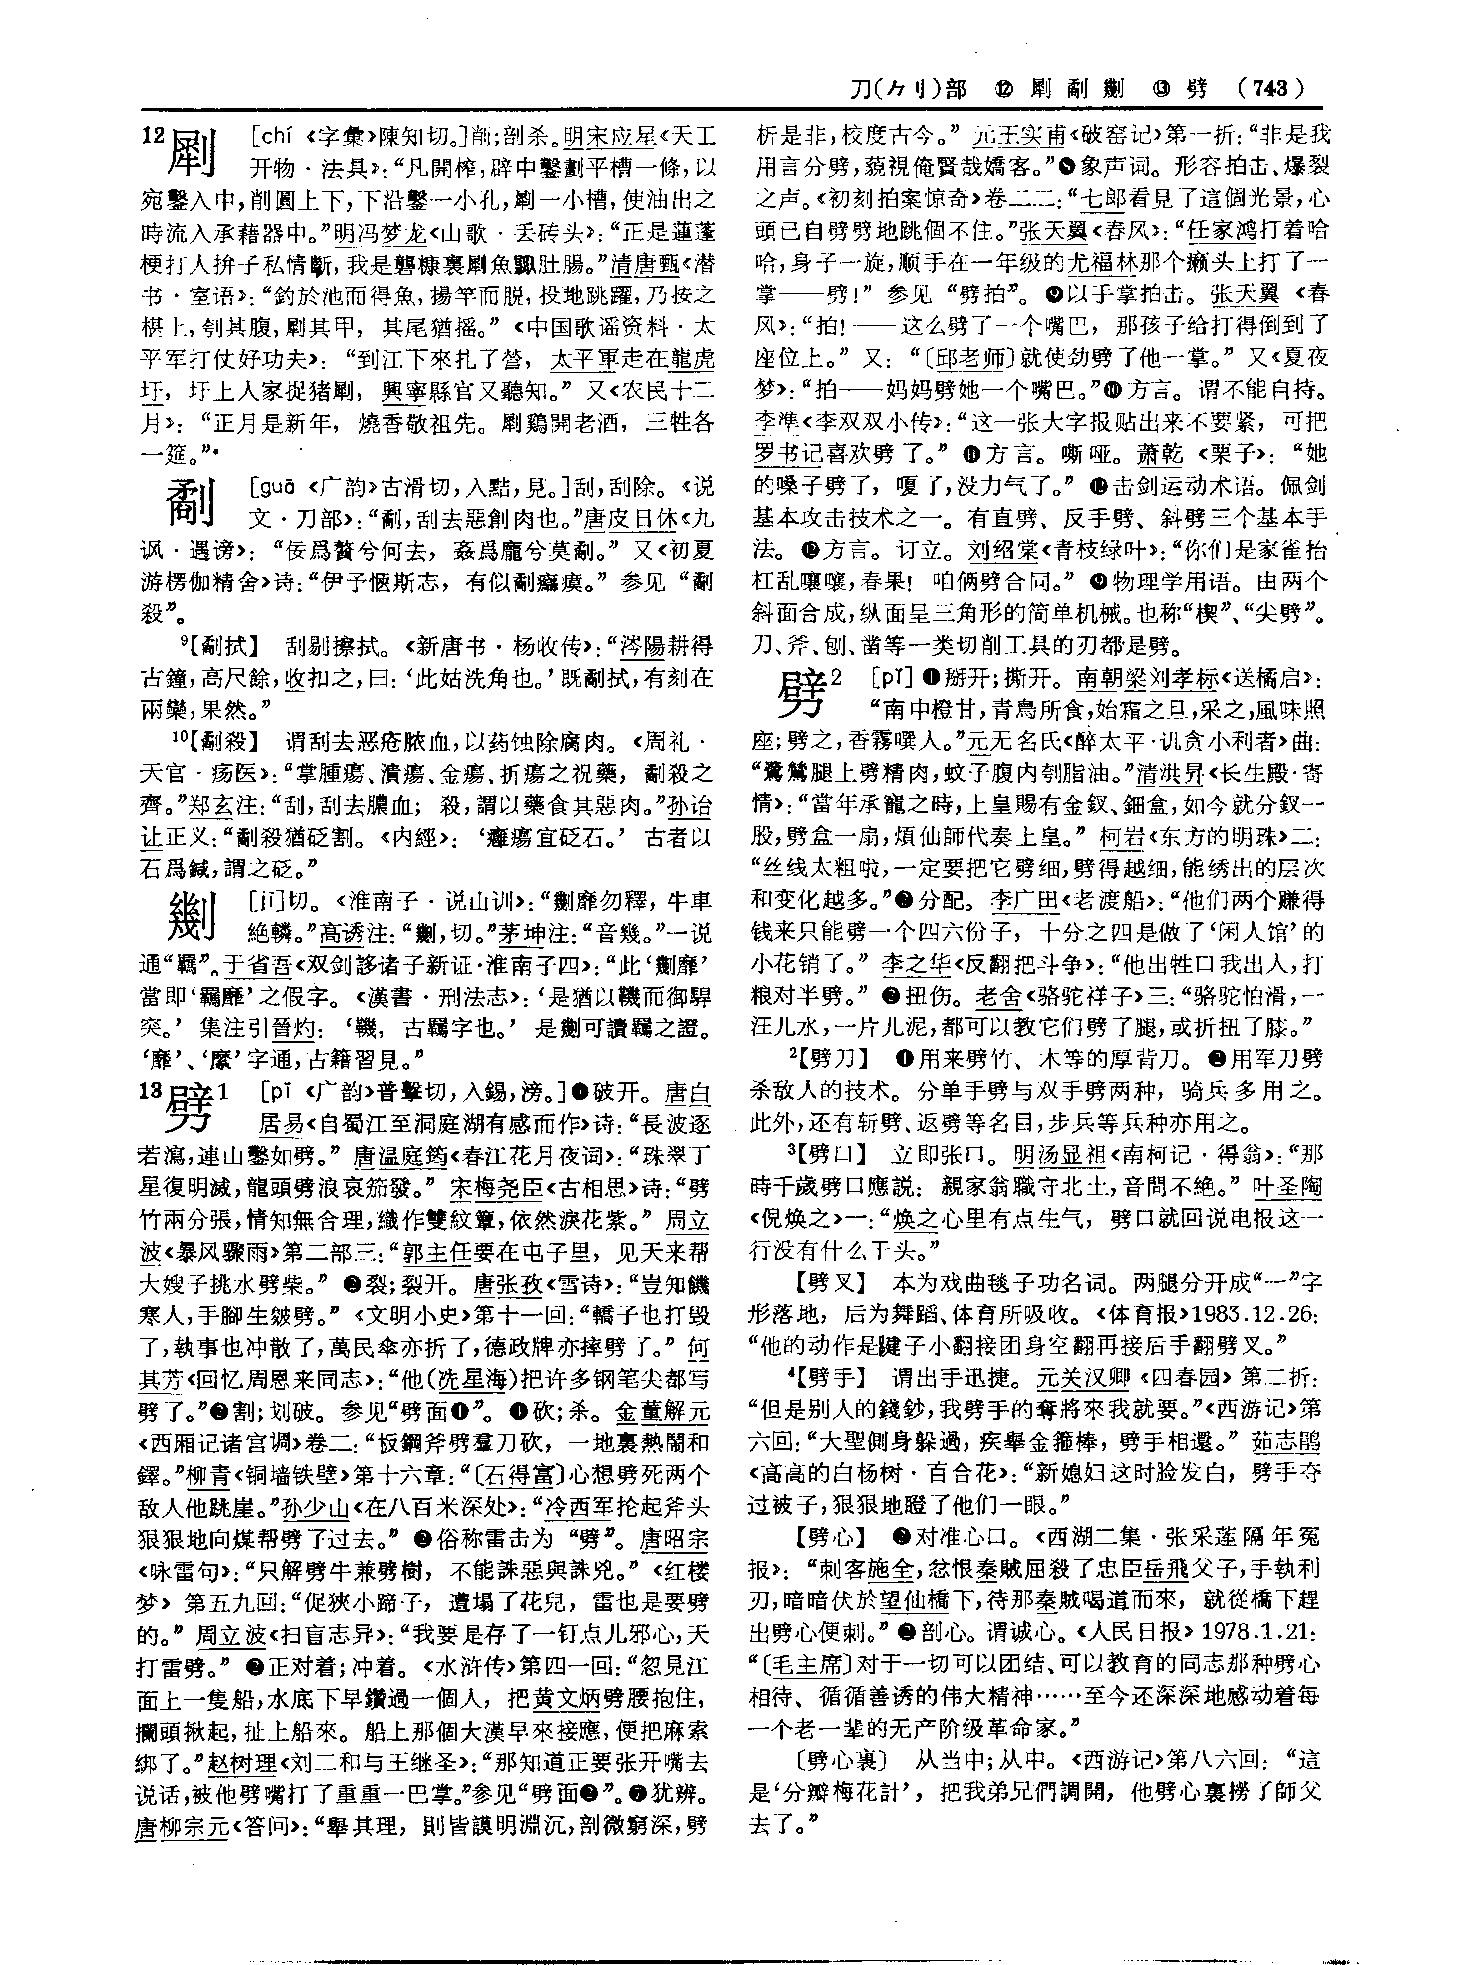 刀(⺈刂)部　⑫ 𠞩 劀 𠠎　⑬ 劈　(743)
12 𠞩 [chí《字彙》陳知切。]剮;剖杀。明宋应星《天工
开物·法具》:“凡開榨,辟中鑿劃平槽一條,以
宛鑿入中,削圓上下,下沿鑿一小孔,𠞩一小槽,使油出之
時流入承藉器中。”明冯梦龙《山歌·丢砖头》:“正是蓮蓬
梗打人拚子私情斷,我是礱糠裏𠞩魚瓢肚腸。”清唐甄《潜
书·室语》:“釣於池而得魚,揚竿而脱,投地跳躍,乃按之
棋上,刳其腹,𠞩其甲,其尾猶摇。”《中国歌谣资料·太
平军打仗好功夫》:“到江下來扎了营,太平軍走在龍虎
圩,圩上人家捉猪𠞩,興寧縣官又聽知。”又《农民十二
月》:“正月是新年,燒香敬祖先。𠞩鷄開老酒,三牲各
一筵。”
劀 [guā《广韵》古滑切,入黠,見。]刮,刮除。《说
文·刀部》:“劀,刮去惡創肉也。”唐皮日休《九
讽·遇谤》:“佞爲贅兮何去,姦爲龐兮莫劀。”又《初夏
游楞伽精舍》诗:“伊予愜斯志,有似劀癰瘼。”参见“劀
殺”。
⁹【劀拭】 刮剔擦拭。《新唐书·杨收传》:“涔陽耕得
古鐘,高尺餘,收扣之,曰:‘此姑洗角也。’既劀拭,有刻在
兩欒,果然。”
¹⁰【劀殺】 谓刮去恶疮脓血,以药蚀除腐肉。《周礼·
天官·疡医》:“掌腫瘍、潰瘍、金瘍、折瘍之祝藥,劀殺之
齊。”郑玄注:“刮,刮去膿血;殺,謂以藥食其惡肉。”孙诒
让正义:“劀殺猶砭割。《内經》:‘癰瘍宜砭石。’古者以
石爲鍼,謂之砭。”
𠠎 [jī]切。《淮南子·说山训》:“𠠎靡勿釋,牛車
絶轔。”高诱注:“𠠎,切。”茅坤注:“音幾。”一说
通“羈”。于省吾《双剑誃诸子新证·淮南子四》:“此‘𠠎靡’
當即‘羈靡’之假字。《漢書·刑法志》:‘是猶以鞿而御駻
突。’集注引晉灼:‘鞿,古羈字也。’是𠠎可讀羈之證。
‘靡’、‘縻’字通,古籍習見。”
13 劈1 [pī《广韵》普擊切,入錫,滂。]❶破开。唐白
居易《自蜀江至洞庭湖有感而作》诗:“長波逐
若瀉,連山鑿如劈。”唐温庭筠《春江花月夜词》:“珠翠丁
星復明滅,龍頭劈浪哀笳發。”宋梅尧臣《古相思》诗:“劈
竹兩分張,情知無合理,織作雙紋簟,依然淚花紫。”周立
波《暴风骤雨》第二部三:“郭主任要在屯子里,见天来帮
大嫂子挑水劈柴。”❷裂;裂开。唐张孜《雪诗》:“豈知饑
寒人,手腳生皴劈。”《文明小史》第十一回:“轎子也打毁
了,執事也冲散了,萬民傘亦折了,德政牌亦摔劈了。”何
其芳《回忆周恩来同志》:“他(冼星海)把许多钢笔尖都写
劈了。”❸割;划破。参见“劈面❶”。❹砍;杀。金董解元
《西厢记诸宫调》卷二:“板鋼斧劈羣刀砍,一地裏熱鬧和
鐸。”柳青《铜墙铁壁》第十六章:“〔石得富〕心想劈死两个
敌人他跳崖。”孙少山《在八百米深处》:“冷西军抡起斧头
狠狠地向煤帮劈了过去。”❺俗称雷击为“劈”。唐昭宗
《咏雷句》:“只解劈牛兼劈樹,不能誅惡與誅兇。”《红楼
梦》第五九回:“促狹小蹄子,遭塌了花兒,雷也是要劈
的。”周立波《扫盲志异》:“我要是存了一钉点儿邪心,天
打雷劈。”❻正对着;冲着。《水浒传》第四一回:“忽見江
面上一隻船,水底下早鑽過一個人,把黄文炳劈腰抱住,
攔頭揪起,扯上船來。船上那個大漢早來接應,便把麻索
綁了。”赵树理《刘二和与王继圣》:“那知道正要张开嘴去
说话,被他劈嘴打了重重一巴掌。”参见“劈面❷”。❼犹辨。
唐柳宗元《答问》:“舉其理,則皆謨明淵沉,剖微窮深,劈
析是非,校度古今。”元王实甫《破窑记》第一折:“非是我
用言分劈,藐視俺賢哉嬌客。”❽象声词。形容拍击、爆裂
之声。《初刻拍案惊奇》卷二二:“七郎看見了這個光景,心
頭已自劈劈地跳個不住。”张天翼《春风》:“任家鸿打着哈
哈,身子一旋,顺手在一年级的尤福林那个癞头上打了一
掌——劈!”参见“劈拍”。❾以手掌拍击。张天翼《春
风》:“拍!——这么劈了一个嘴巴,那孩子给打得倒到了
座位上。”又:“〔邱老师〕就使劲劈了他一掌。”又《夏夜
梦》:“拍——妈妈劈她一个嘴巴。”❿方言。谓不能自持。
李準《李双双小传》:“这一张大字报贴出来不要紧,可把
罗书记喜欢劈了。”⓫方言。嘶哑。萧乾《栗子》:“她
的嗓子劈了,嗄了,没力气了。”⓬击剑运动术语。佩剑
基本攻击技术之一。有直劈、反手劈、斜劈三个基本手
法。⓭方言。订立。刘绍棠《青枝绿叶》:“你们是家雀抬
杠乱嚷嚷,春果!咱俩劈合同。”⓮物理学用语。由两个
斜面合成,纵面呈三角形的简单机械。也称“楔”、“尖劈”。
刀、斧、刨、凿等一类切削工具的刃都是劈。
劈2 [pǐ]❶掰开;撕开。南朝梁刘孝标《送橘启》:
“南中橙甘,青鳥所食,始霜之旦,采之,風味照
座;劈之,香霧噀人。”元无名氏《醉太平·讥贪小利者》曲:
“鷺鷥腿上劈精肉,蚊子腹内刳脂油。”清洪昇《长生殿·寄
情》:“當年承寵之時,上皇賜有金釵、鈿盒,如今就分釵一
股,劈盒一扇,煩仙師代奏上皇。”柯岩《东方的明珠》二:
“丝线太粗啦,一定要把它劈细,劈得越细,能绣出的层次
和变化越多。”❷分配。李广田《老渡船》:“他们两个赚得
钱来只能劈一个四六份子,十分之四是做了‘闲人馆’的
小花销了。”李之华《反翻把斗争》:“他出牲口我出人,打
粮对半劈。”❸扭伤。老舍《骆驼祥子》三:“骆驼怕滑,一
汪儿水,一片儿泥,都可以教它们劈了腿,或折扭了膝。”
²【劈刀】 ❶用来劈竹、木等的厚背刀。❷用军刀劈
杀敌人的技术。分单手劈与双手劈两种,骑兵多用之。
此外,还有斩劈、返劈等名目,步兵等兵种亦用之。
³【劈口】 立即张口。明汤显祖《南柯记·得翁》:“那
時千歲劈口應説:親家翁職守北土,音問不絶。”叶圣陶
《倪焕之》一:“焕之心里有点生气,劈口就回说电报这一
行没有什么干头。”
【劈叉】 本为戏曲毯子功名词。两腿分开成“一”字
形落地,后为舞蹈、体育所吸收。《体育报》1983.12.26:
“他的动作是毽子小翻接团身空翻再接后手翻劈叉。”
⁴【劈手】 谓出手迅捷。元关汉卿《四春园》第二折:
“但是别人的錢鈔,我劈手的奪將來我就要。”《西游记》第
六回:“大聖側身躲過,疾舉金箍棒,劈手相還。”茹志鹃
《高高的白杨树·百合花》:“新媳妇这时脸发白,劈手夺
过被子,狠狠地瞪了他们一眼。”
【劈心】 ❶对准心口。《西湖二集·张采莲隔年冤
报》:“刺客施全,忿恨秦賊屈殺了忠臣岳飛父子,手執利
刃,暗暗伏於望仙橋下,待那秦賊喝道而來,就從橋下趕
出劈心便刺。”❷剖心。谓诚心。《人民日报》1978.1.21:
“〔毛主席〕对于一切可以团结、可以教育的同志那种劈心
相待、循循善诱的伟大精神……至今还深深地感动着每
一个老一辈的无产阶级革命家。”
〔劈心裏〕 从当中;从中。《西游记》第八六回:“這
是‘分瓣梅花計’,把我弟兄們調開,他劈心裏撈了師父
去了。”